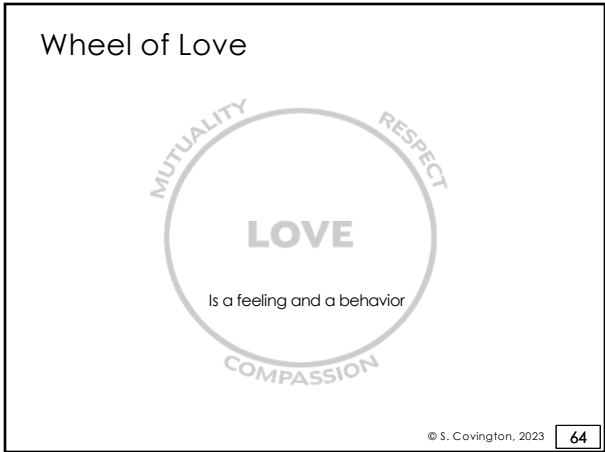 Wheel of Love
MUTUALITY
RESPECT
LOVE
Is a feeling and a behavior
COMPASSION
© S. Covington, 2023
64